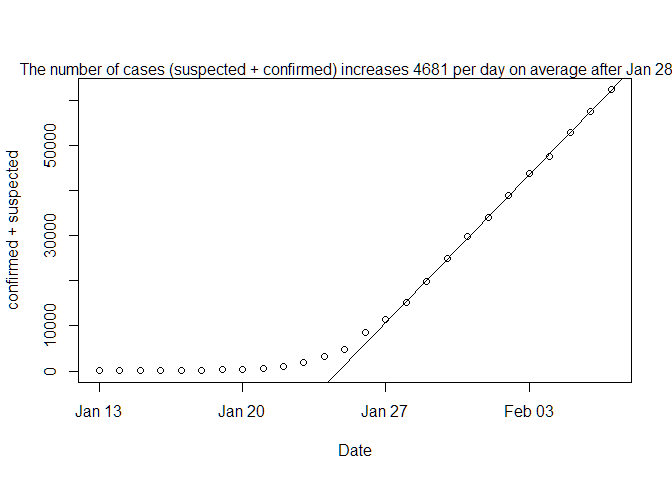 The number of cases (suspected + confirmed) increases 4681 per day on average after Jan 28
confirmed + suspected
50000
30000
10000
0
Jan 13 Jan 20 Jan 27 Feb 03
Date